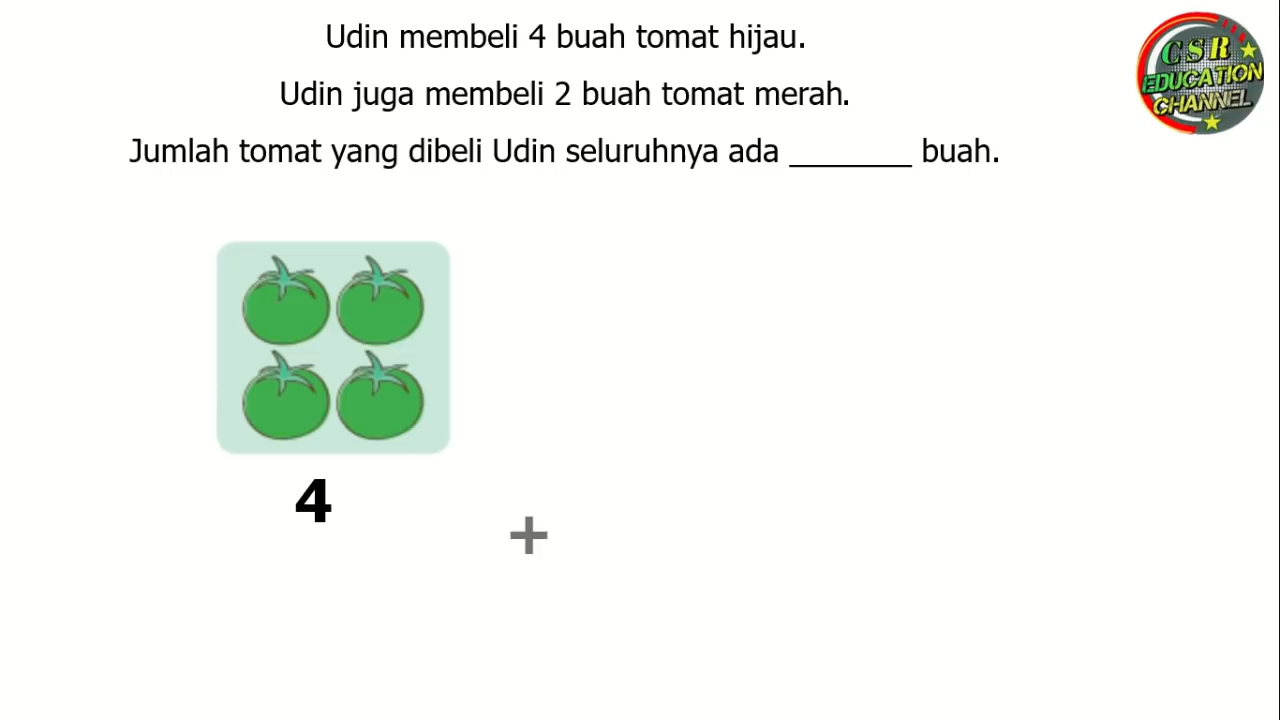 Udin membeli 4 buah tomat hijau.
Udin juga membeli 2 buah tomat merah.
Jumlah tomat yang dibeli Udin seluruhnya ada _______ buah.
CSR
EDUCATION
CHANNEL
4
+